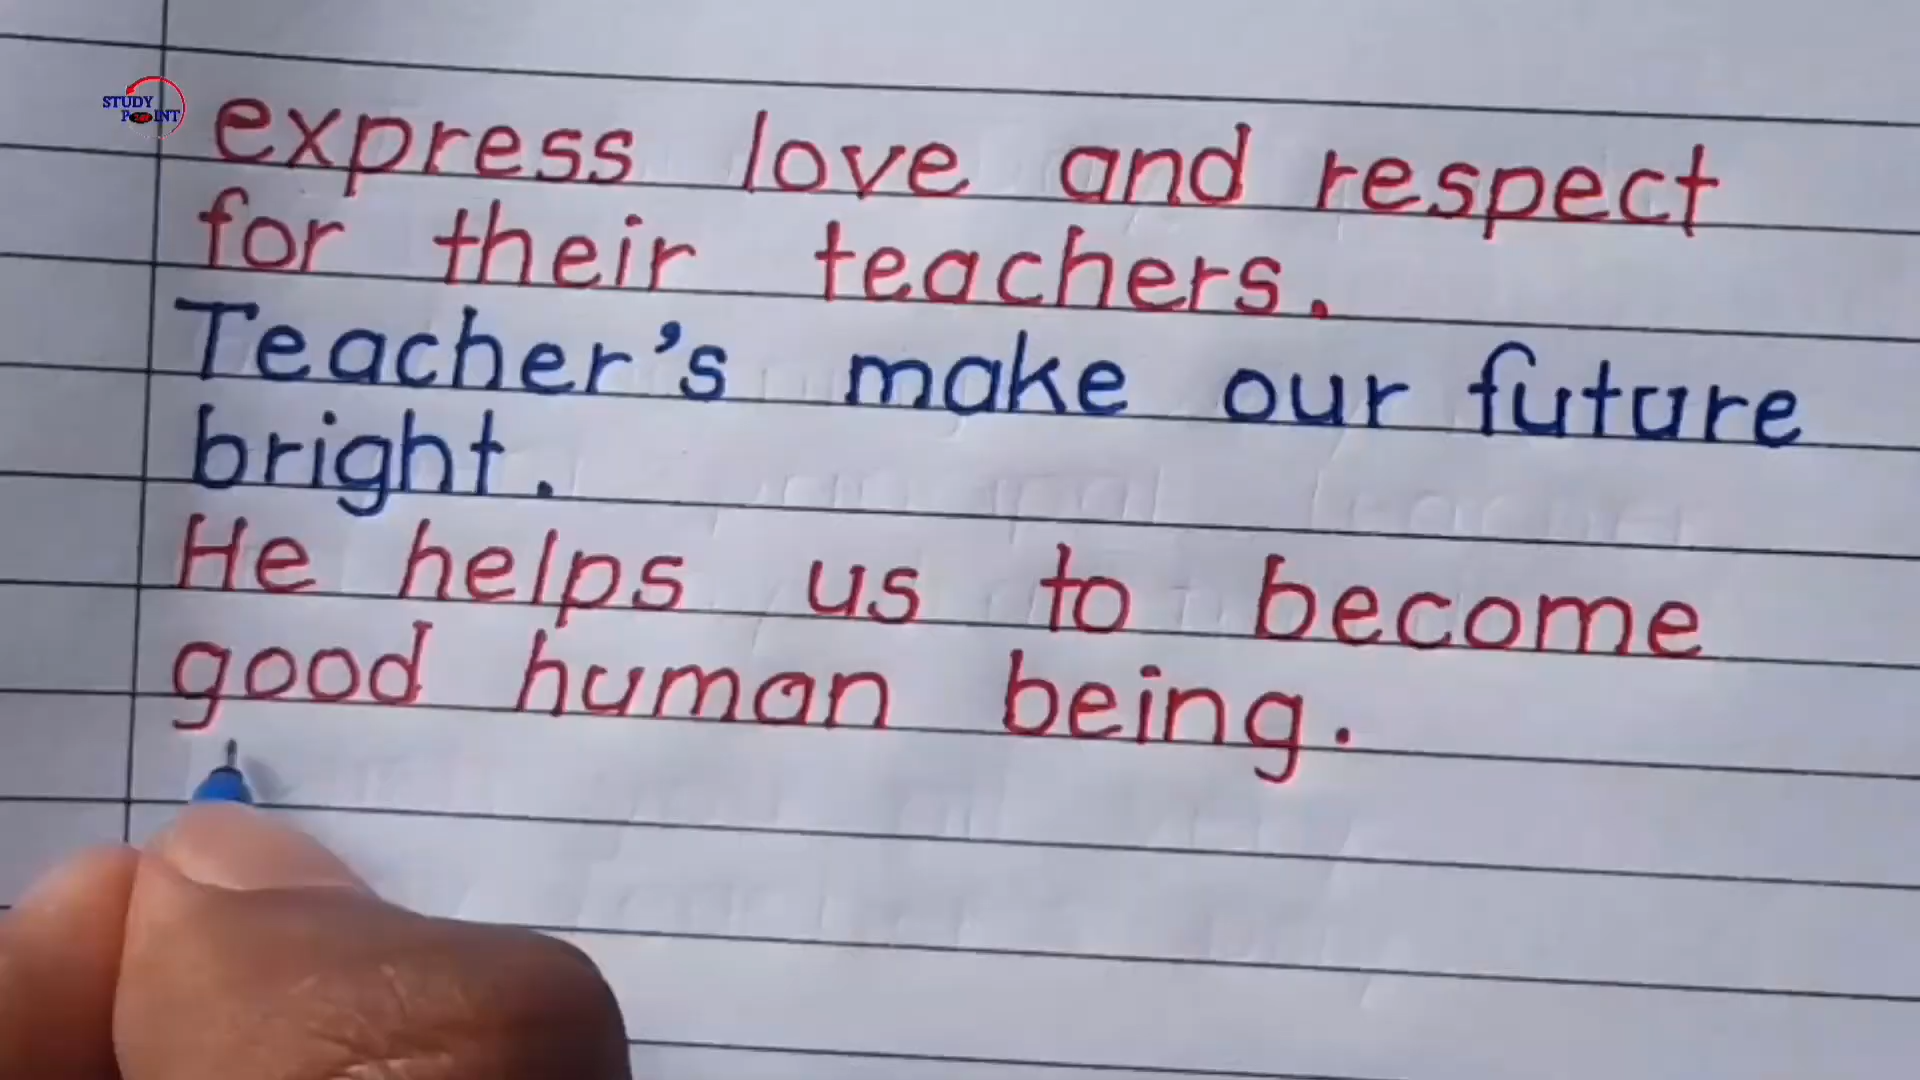 STUDY
POINT
express love and respect
for their teachers.
Teacher's make our future
bright.
He helps us to become
good human being.